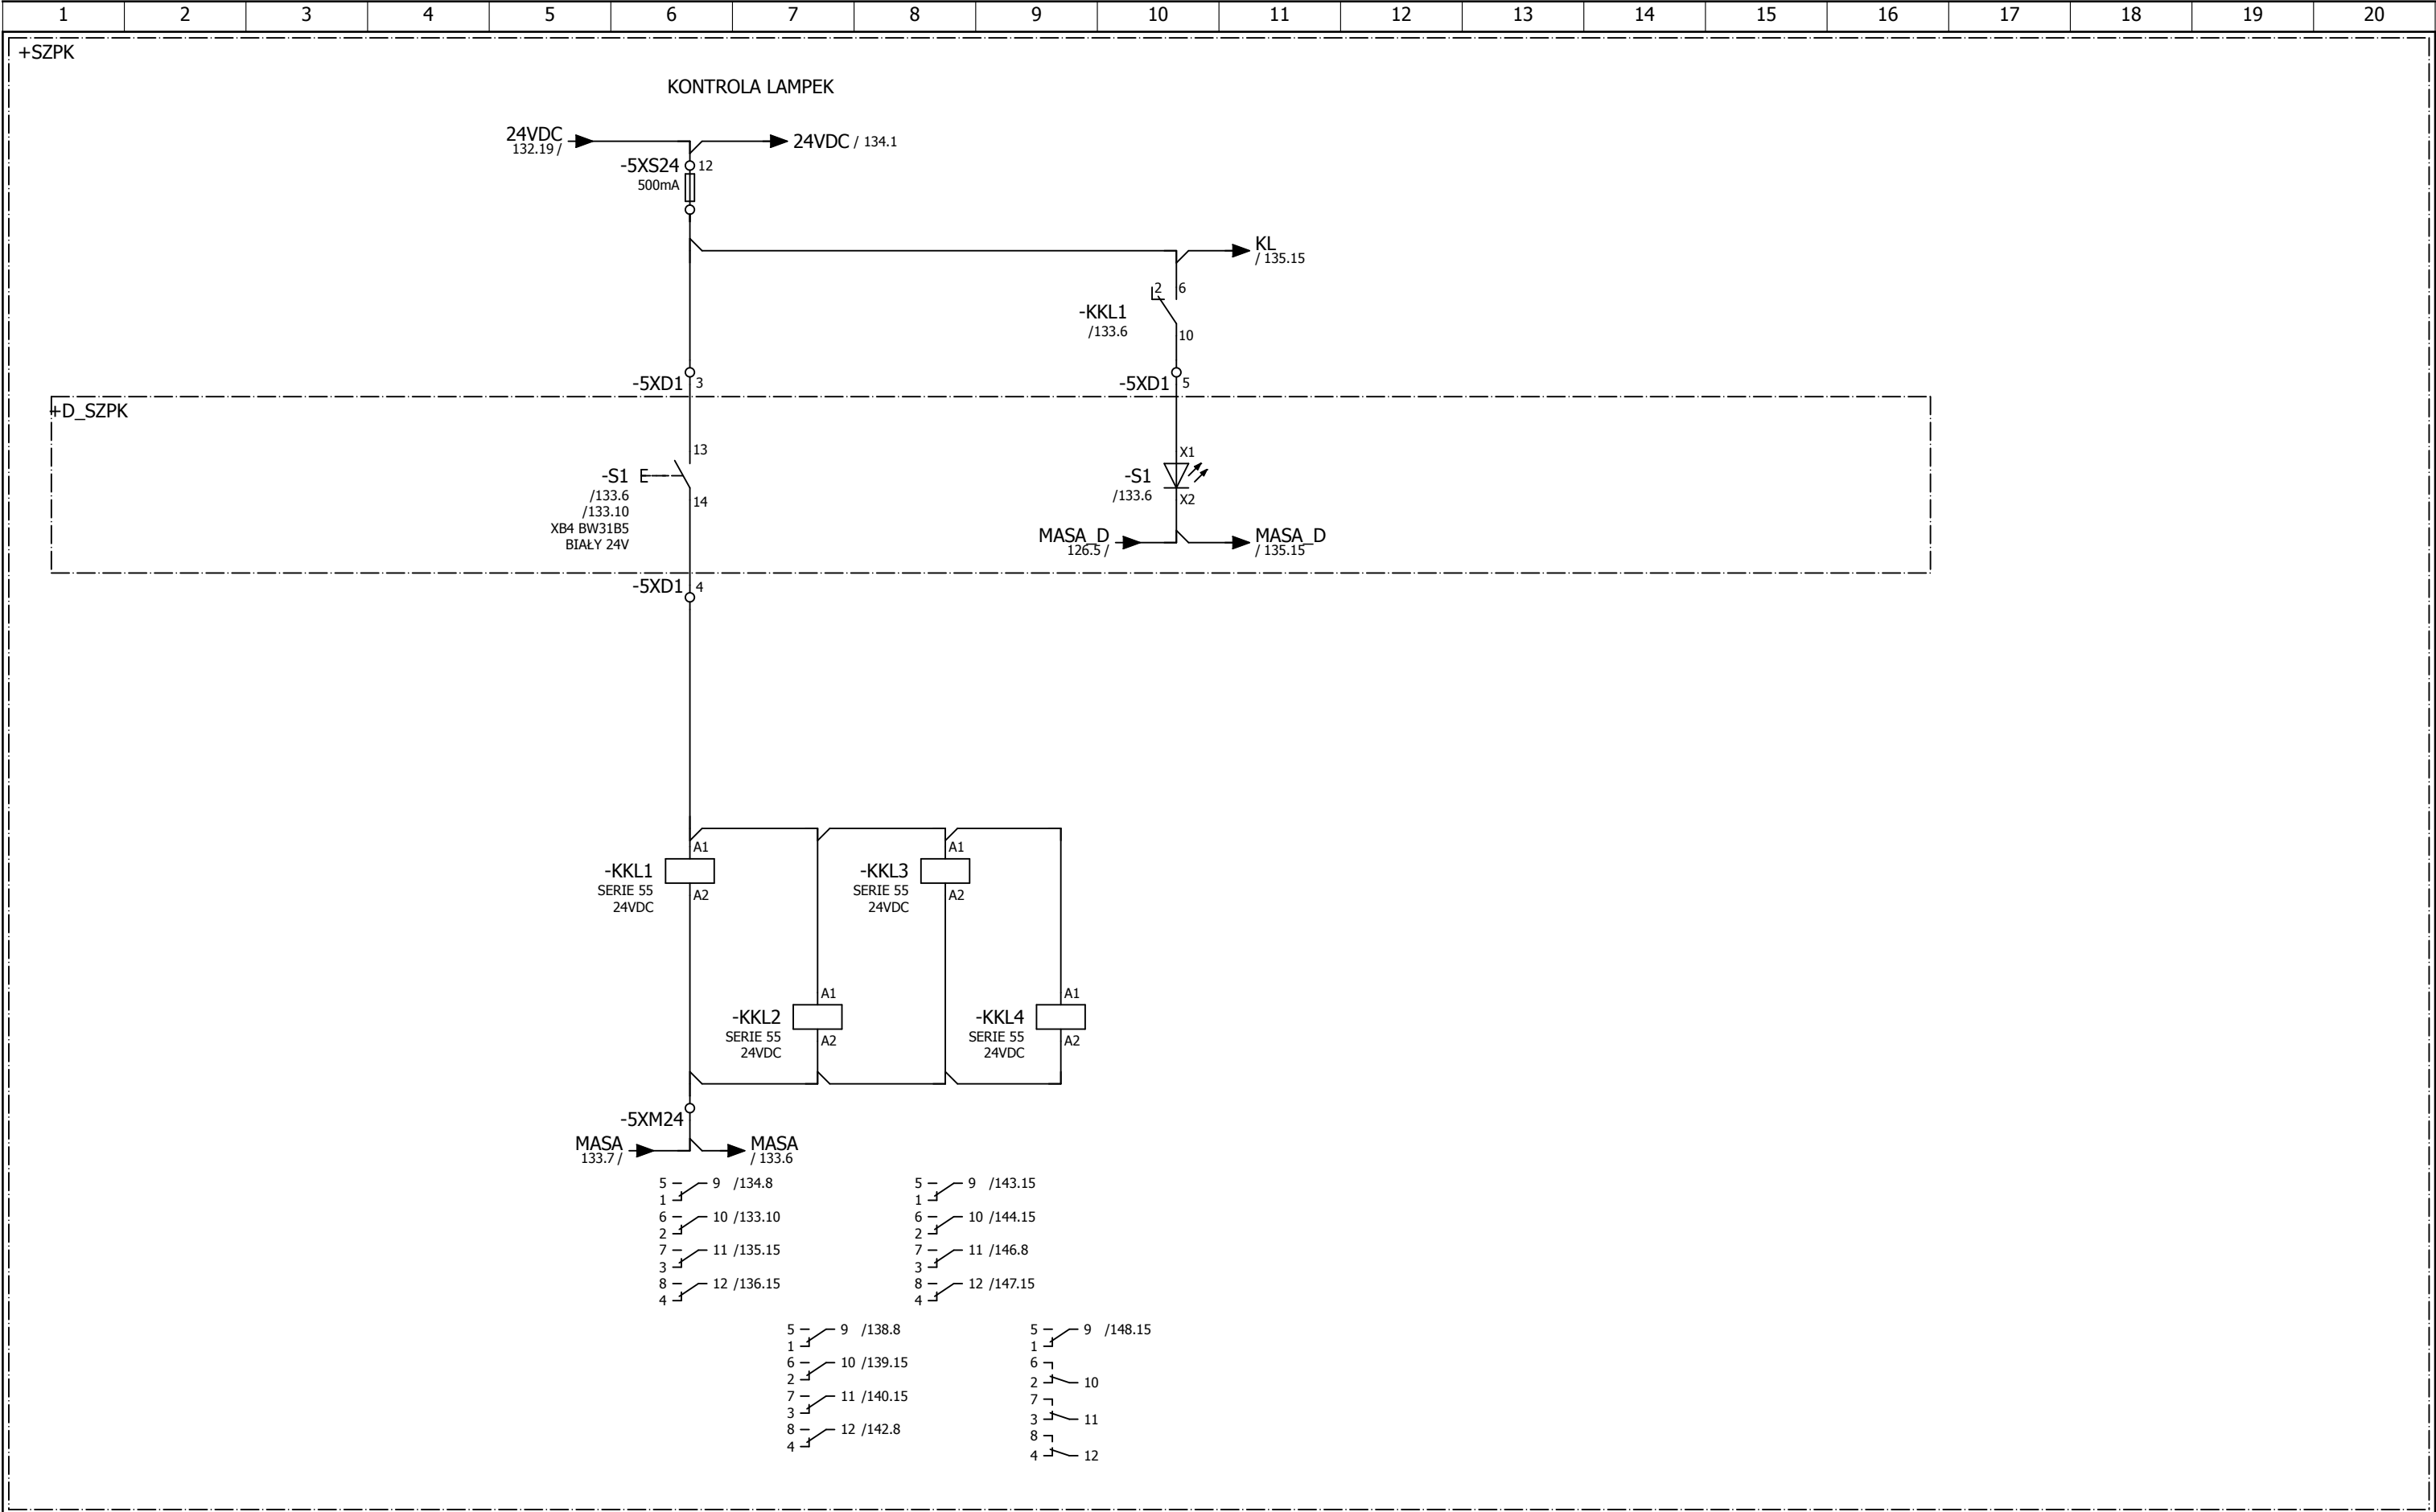 1 2 3 4 5 6 7 8 9 10 11 12 13 14 15 16 17 18 19 20
+SZPK
KONTROLA LAMPEK
24VDC
132.19 /
24VDC / 134.1
-5XS24 12
500mA
KL
/ 135.15
2 6
-KKL1
/133.6
10
-5XD1 3
-5XD1 5
+D_SZPK
13
-S1
/133.6
/133.10
XB4 BW31B5
BIAŁY 24V
14
X1
-S1
/133.6
X2
MASA_D
126.5 /
MASA_D
/ 135.15
-5XD1 4
A1
-KKL1
SERIE 55
24VDC
A2
A1
-KKL3
SERIE 55
24VDC
A2
A1
-KKL2
SERIE 55
24VDC
A2
A1
-KKL4
SERIE 55
24VDC
A2
-5XM24
MASA
133.7 /
MASA
/ 133.6
5 9 /134.8
1
6 10 /133.10
2
7 11 /135.15
3
8 12 /136.15
4
5 9 /143.15
1
6 10 /144.15
2
7 11 /146.8
3
8 12 /147.15
4
5 9 /138.8
1
6 10 /139.15
2
7 11 /140.15
3
8 12 /142.8
4
5 9 /148.15
1
6
2 10
7
3 11
8
4 12